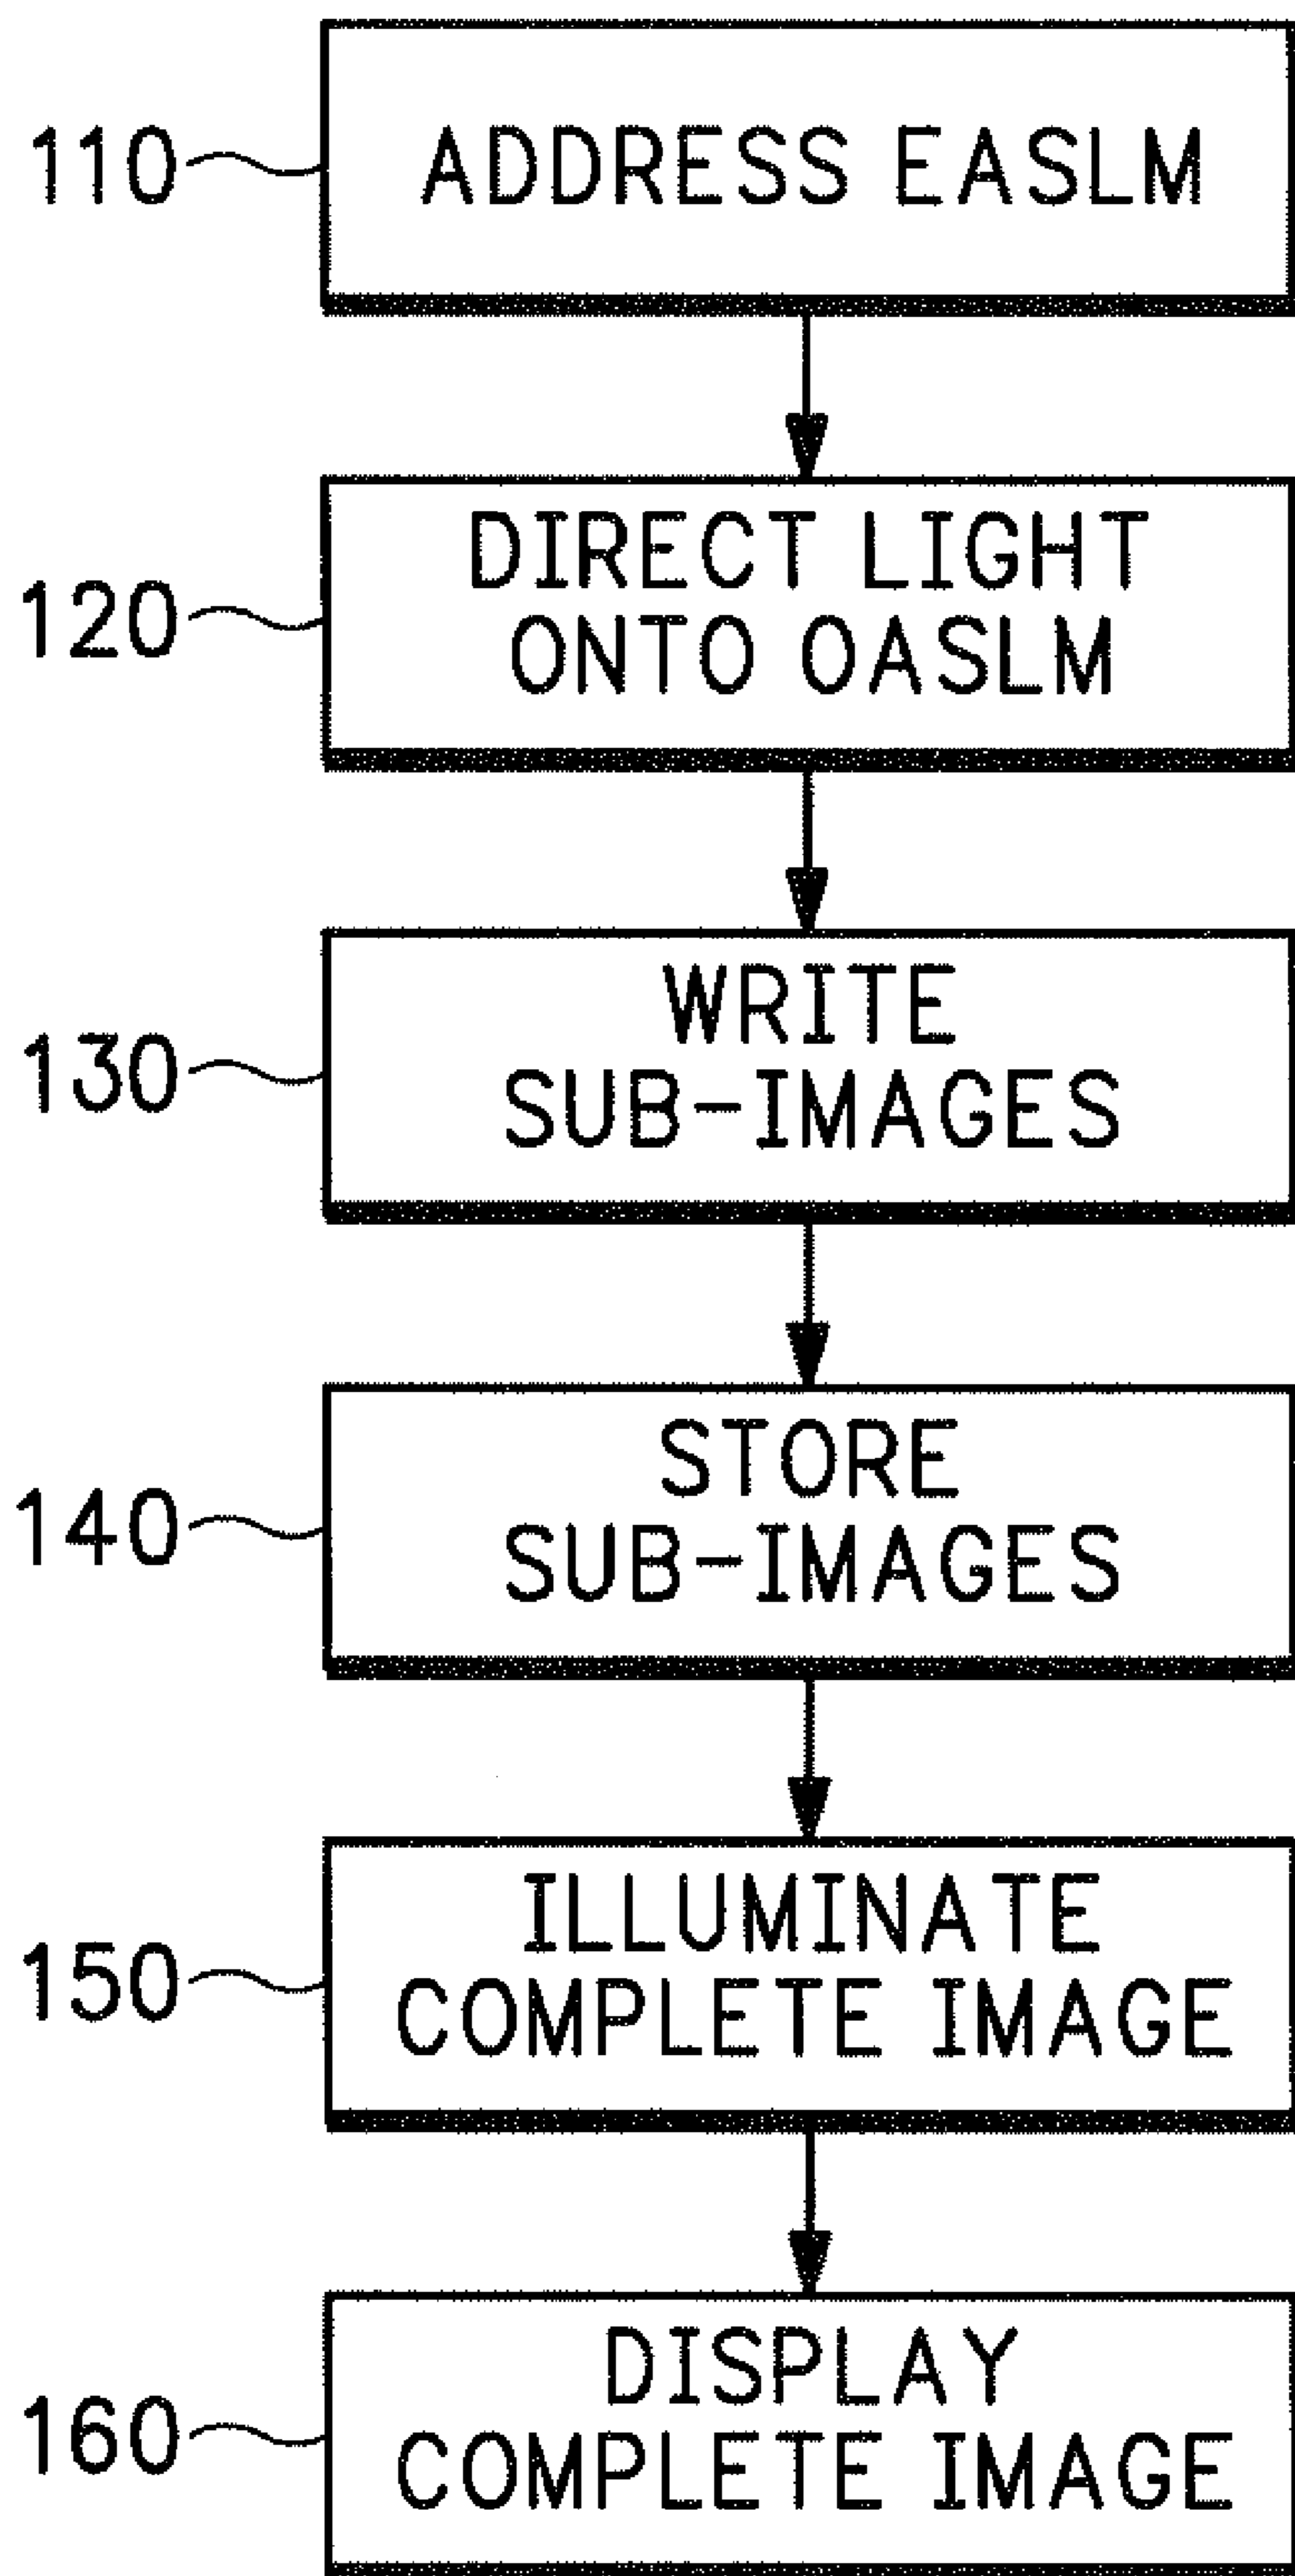 110
ADDRESS EASLM
120
DIRECT LIGHT
ONTO OASLM
130
WRITE
SUB-IMAGES
140
STORE
SUB-IMAGES
150
ILLUMINATE
COMPLETE IMAGE
160
DISPLAY
COMPLETE IMAGE